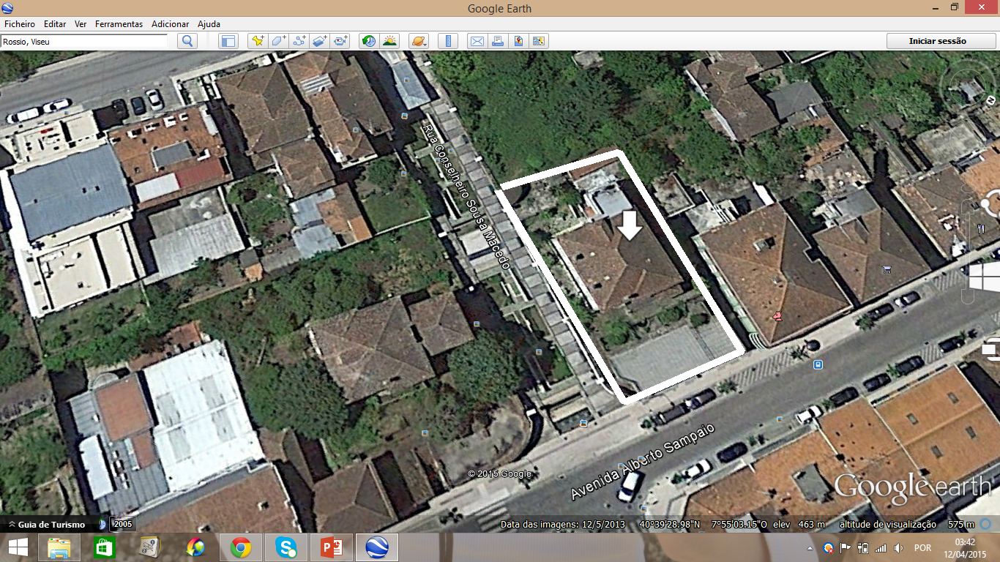 Google Earth
Ficheiro Editar Ver Ferramentas Adicionar Ajuda
Rossio, Viseu
Iniciar sessão
N
Rua Conselheiro Sousa Macedo
© 2015 Google
Avenida Alberto Sampaio
Google earth
Guia de Turismo
2005
Data das imagens: 12/5/2013 40°39'28.98"N 7°55'03.15"O elev 463 m altitude de visualização 575 m
POR
03:42
12/04/2015